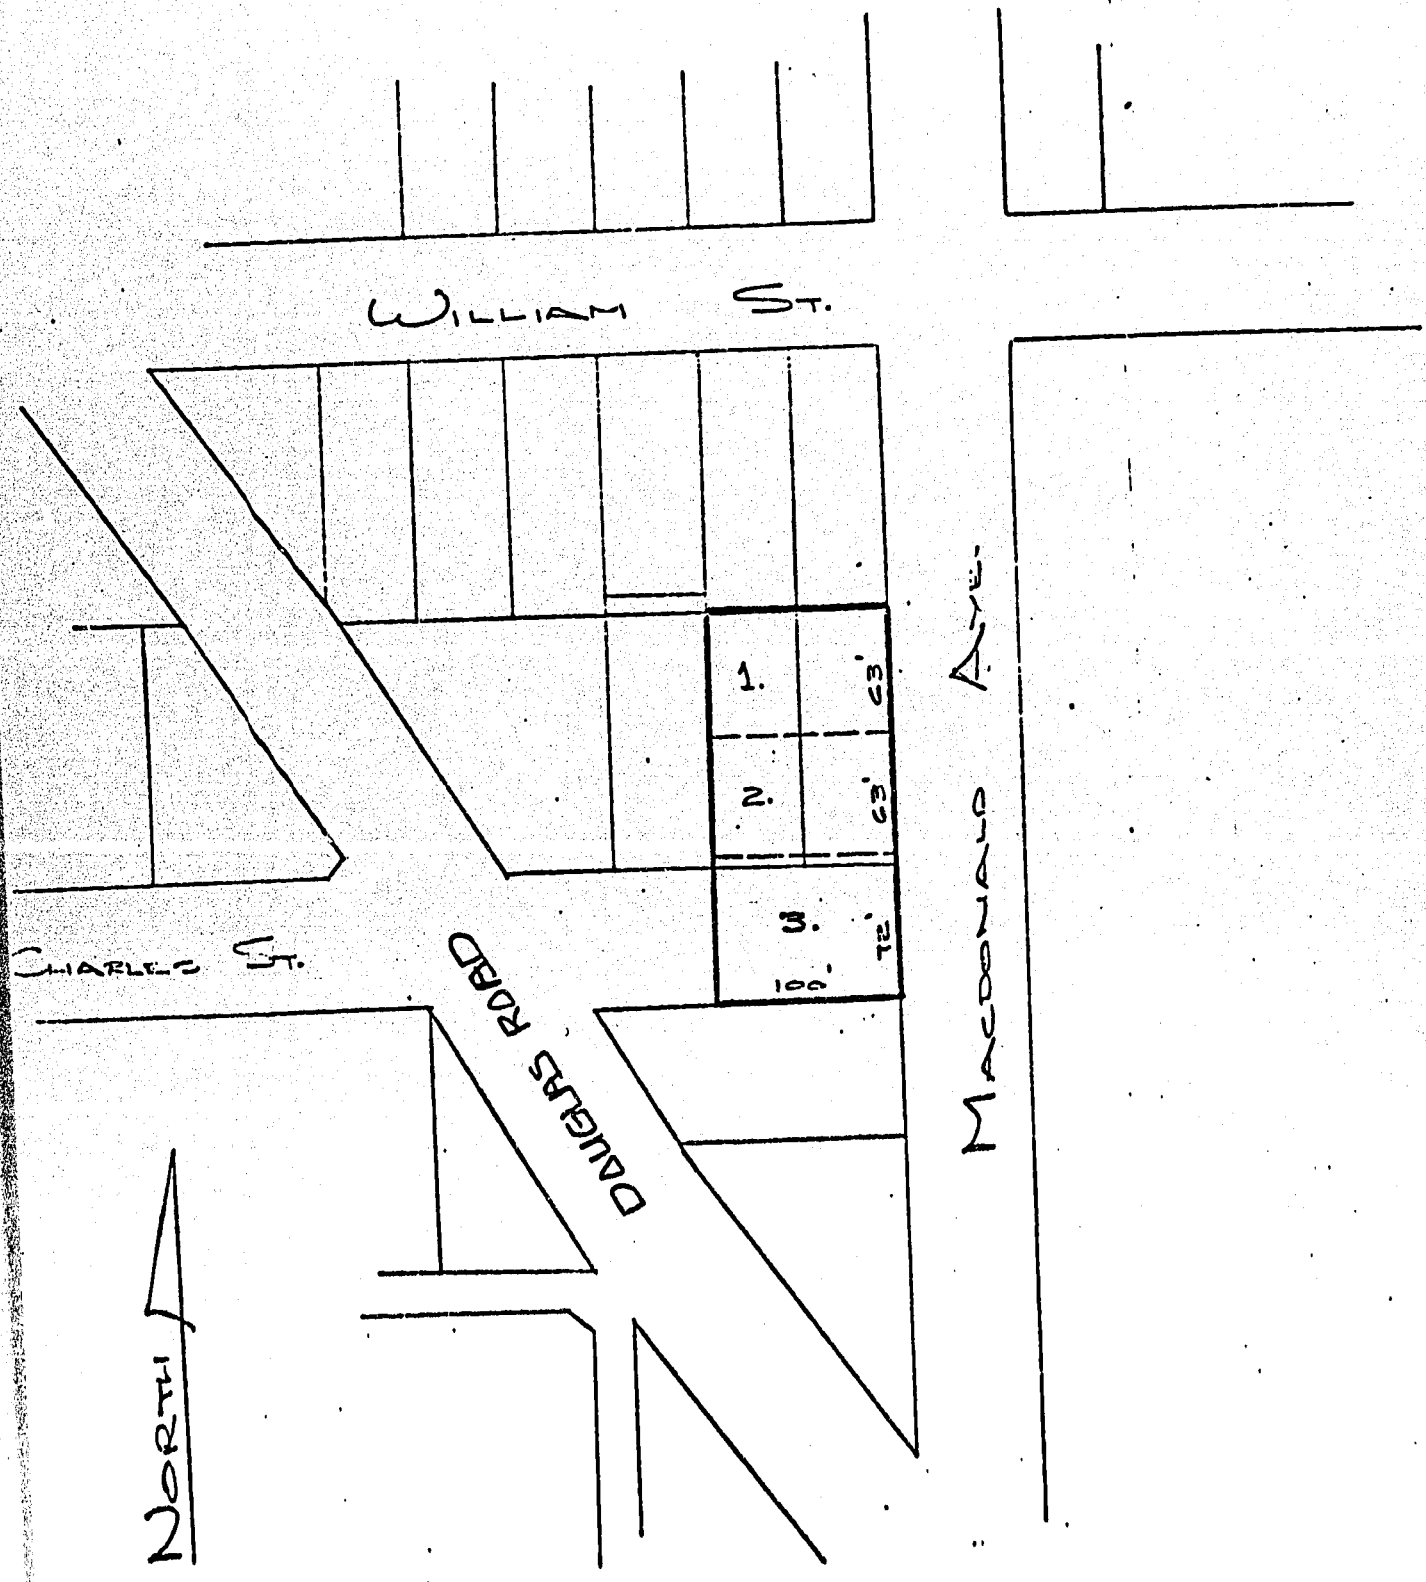 WILLIAM ST.
1.
63'
2.
63'
3.
72'
100'
MACDONALD AVE.
CHARLES ST.
DOUGLAS ROAD
NORTH